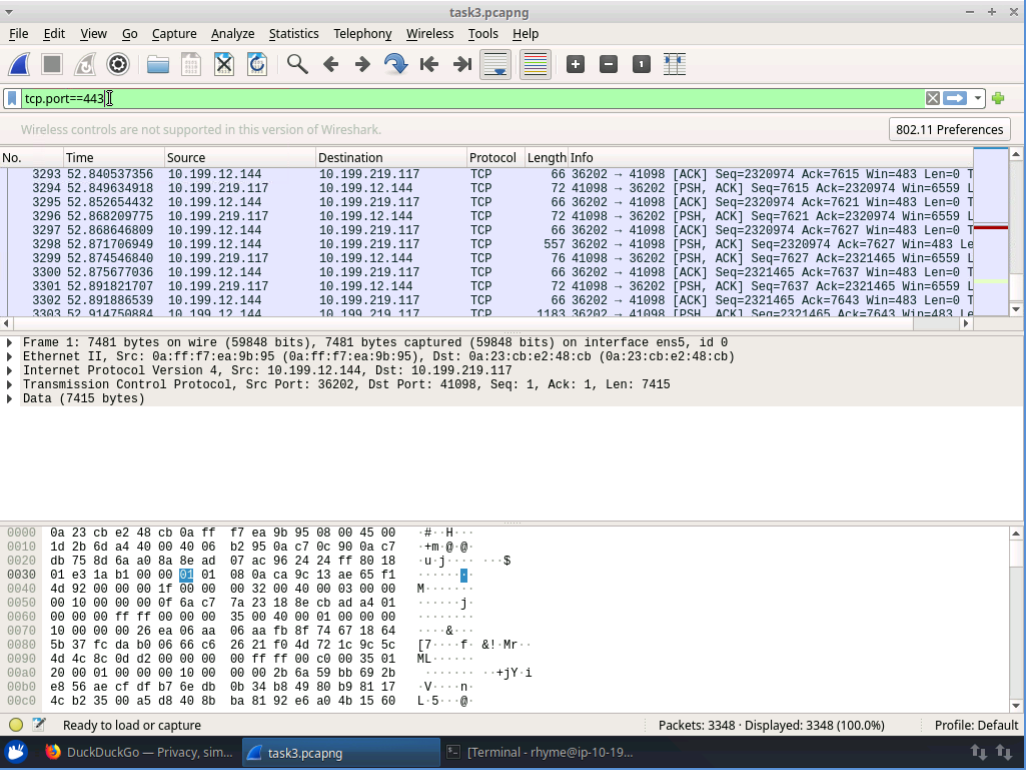 task3.pcapng
File Edit View Go Capture Analyze Statistics Telephony Wireless Tools Help
tcp.port==443
Wireless controls are not supported in this version of Wireshark. 802.11 Preferences
No. Time Source Destination Protocol Length Info
3293 52.840537356 10.199.12.144 10.199.219.117 TCP 66 36202 → 41098 [ACK] Seq=2320974 Ack=7615 Win=483 Len=0 T
3294 52.849634918 10.199.219.117 10.199.12.144 TCP 72 41098 → 36202 [PSH, ACK] Seq=7615 Ack=2320974 Win=6559 L
3295 52.852654432 10.199.12.144 10.199.219.117 TCP 66 36202 → 41098 [ACK] Seq=2320974 Ack=7621 Win=483 Len=0 T
3296 52.868209775 10.199.219.117 10.199.12.144 TCP 72 41098 → 36202 [PSH, ACK] Seq=7621 Ack=2320974 Win=6559 L
3297 52.868646809 10.199.12.144 10.199.219.117 TCP 66 36202 → 41098 [ACK] Seq=2320974 Ack=7627 Win=483 Len=0 T
3298 52.871706949 10.199.12.144 10.199.219.117 TCP 557 36202 → 41098 [PSH, ACK] Seq=2320974 Ack=7627 Win=483 Le
3299 52.874546840 10.199.219.117 10.199.12.144 TCP 76 41098 → 36202 [PSH, ACK] Seq=7627 Ack=2321465 Win=6559 L
3300 52.875677036 10.199.12.144 10.199.219.117 TCP 66 36202 → 41098 [ACK] Seq=2321465 Ack=7637 Win=483 Len=0 T
3301 52.891821707 10.199.219.117 10.199.12.144 TCP 72 41098 → 36202 [PSH, ACK] Seq=7637 Ack=2321465 Win=6559 L
3302 52.891886539 10.199.12.144 10.199.219.117 TCP 66 36202 → 41098 [ACK] Seq=2321465 Ack=7643 Win=483 Len=0 T
3303 52.914750884 10.199.12.144 10.199.219.117 TCP 1183 36202 → 41098 [PSH, ACK] Seq=2321465 Ack=7643 Win=483 Le
Frame 1: 7481 bytes on wire (59848 bits), 7481 bytes captured (59848 bits) on interface ens5, id 0
Ethernet II, Src: 0a:ff:f7:ea:9b:95 (0a:ff:f7:ea:9b:95), Dst: 0a:23:cb:e2:48:cb (0a:23:cb:e2:48:cb)
Internet Protocol Version 4, Src: 10.199.12.144, Dst: 10.199.219.117
Transmission Control Protocol, Src Port: 36202, Dst Port: 41098, Seq: 1, Ack: 1, Len: 7415
Data (7415 bytes)
0000 0a 23 cb e2 48 cb 0a ff f7 ea 9b 95 08 00 45 00 ·#··H·
0010 1d 2b 6d a4 40 00 40 06 b2 95 0a c7 0c 90 0a c7 ·+m·@·@·
0020 db 75 8d 6a a0 8a 8e ad 07 ac 96 24 24 ff 80 18 ·u·j···· ····$
0030 01 e3 1a b1 00 00 01 01 08 0a ca 9c 13 ae 65 f1 ········
0040 4d 92 00 00 00 1f 00 00 00 32 00 40 00 03 00 00 M·······
0050 00 10 00 00 00 0f 6a c7 7a 23 18 8e cb ad a4 01 ······j·
0060 00 00 00 ff ff 00 00 00 35 00 40 00 01 00 00 00 ········
0070 10 00 00 00 26 ea 06 aa 06 aa fb 8f 74 67 18 64 ····&···
0080 5b 37 fc da b0 06 66 c6 26 21 f0 4d 72 1c 9c 5c [7····f· &!·Mr··
0090 4d 4c 8c 0d d2 00 00 00 00 ff ff 00 c0 00 35 01 ML······
00a0 20 00 01 00 00 00 10 00 00 00 2b 6a 59 bb 69 2b ······· ··+jY·i
00b0 e8 56 ae cf df b7 6e db 0b 34 b8 49 80 b9 81 17 ·V····n·
00c0 4c b2 35 00 a5 d8 40 8b ba 81 92 e6 a0 4b 15 60 L·5···@·
Ready to load or capture Packets: 3348 · Displayed: 3348 (100.0%) Profile: Default
DuckDuckGo — Privacy, sim... task3.pcapng [Terminal - rhyme@ip-10-19...